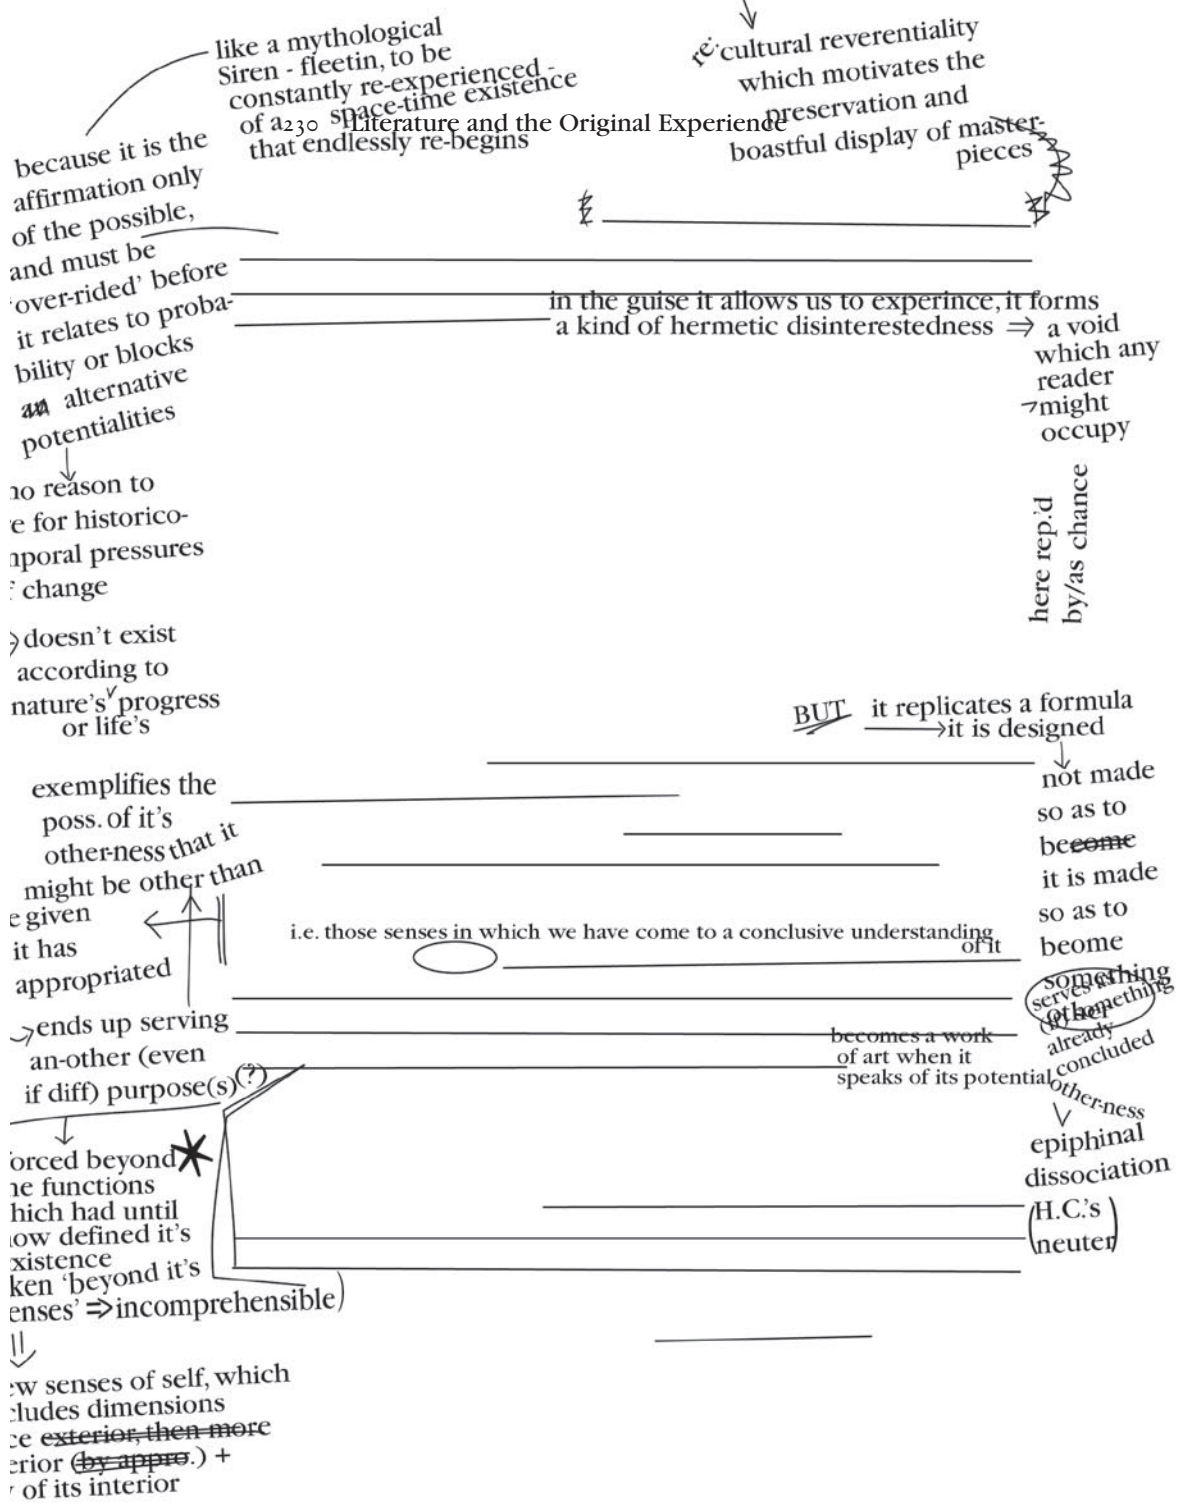 like a mythological
Siren - fleetin, to be
constantly re-experienced -
of a space-time existence
that endlessly re-begins
re: cultural reverentiality
which motivates the
preservation and
boastful display of master-
pieces
230 Literature and the Original Experience
because it is the
affirmation only
of the possible,
and must be
'over-rided' before
it relates to proba-
bility or blocks
an alternative
potentialities
no reason to
e for historico-
mporal pressures
f change
doesn't exist
according to
nature's progress
or life's
in the guise it allows us to experince, it forms
a kind of hermetic disinterestedness ⇒ a void
which any
reader
might
occupy
here rep.'d
by/as chance
BUT it replicates a formula
it is designed
not made
so as to
become
it is made
so as to
beome
something
other
serves as
(if) something
already
concluded
exemplifies the
poss. of it's
other-ness that it
might be other than
e given
it has
appropriated
i.e. those senses in which we have come to a conclusive understanding
of it
ends up serving
an-other (even
if diff) purpose(s) (?)
becomes a work
of art when it
speaks of its potential other-ness
epiphinal
dissociation
(H.C.'s
neuter)
orced beyond
he functions
hich had until
ow defined it's
xistence
ken 'beyond it's
enses' ⇒ incomprehensible)
ew senses of self, which
cludes dimensions
ce exterior, then more
erior (by appro.) +
of its interior